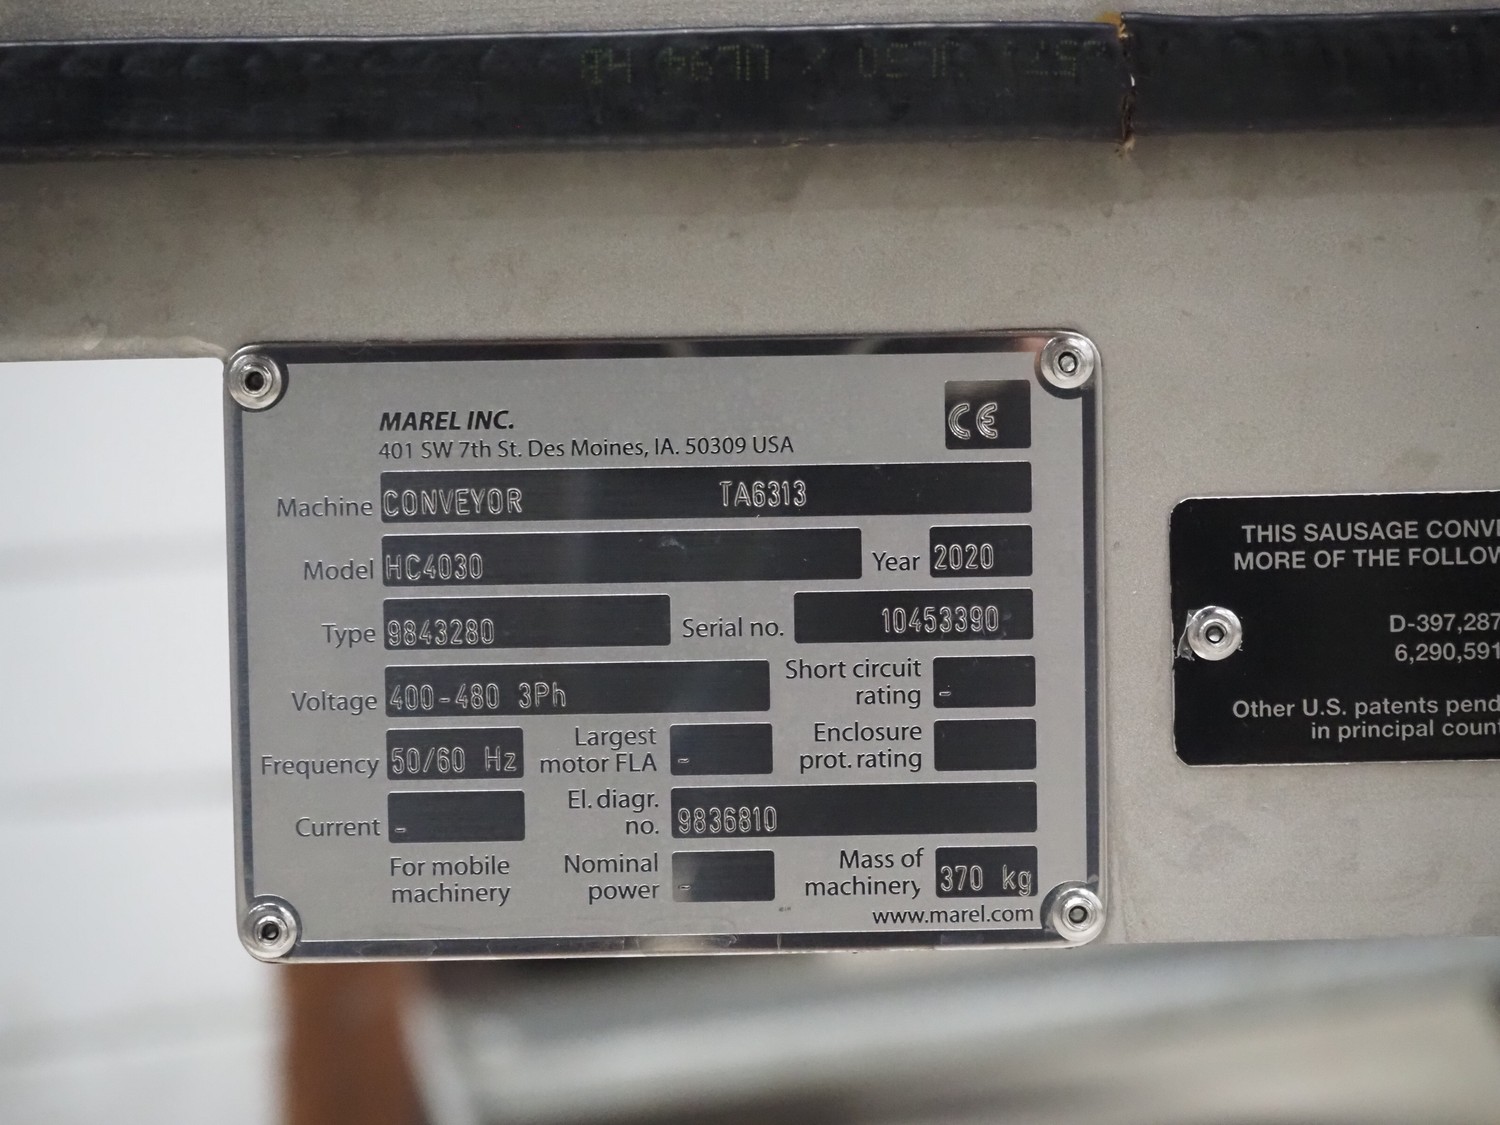 MAREL INC.
401 SW 7th St. Des Moines, IA. 50309 USA
CE
Machine CONVEYOR TA6313
Model HC4030 Year 2020
Type 9843280 Serial no. 10453390
Voltage 400-480 3Ph Short circuit rating -
Frequency 50/60 Hz Largest motor FLA - Enclosure prot. rating
Current - El. diagr. no. 9836810
For mobile machinery Nominal power - Mass of machinery 370 kg
www.marel.com
THIS SAUSAGE CONV
MORE OF THE FOLLOW
D-397,287
6,290,591
Other U.S. patents pend
in principal count